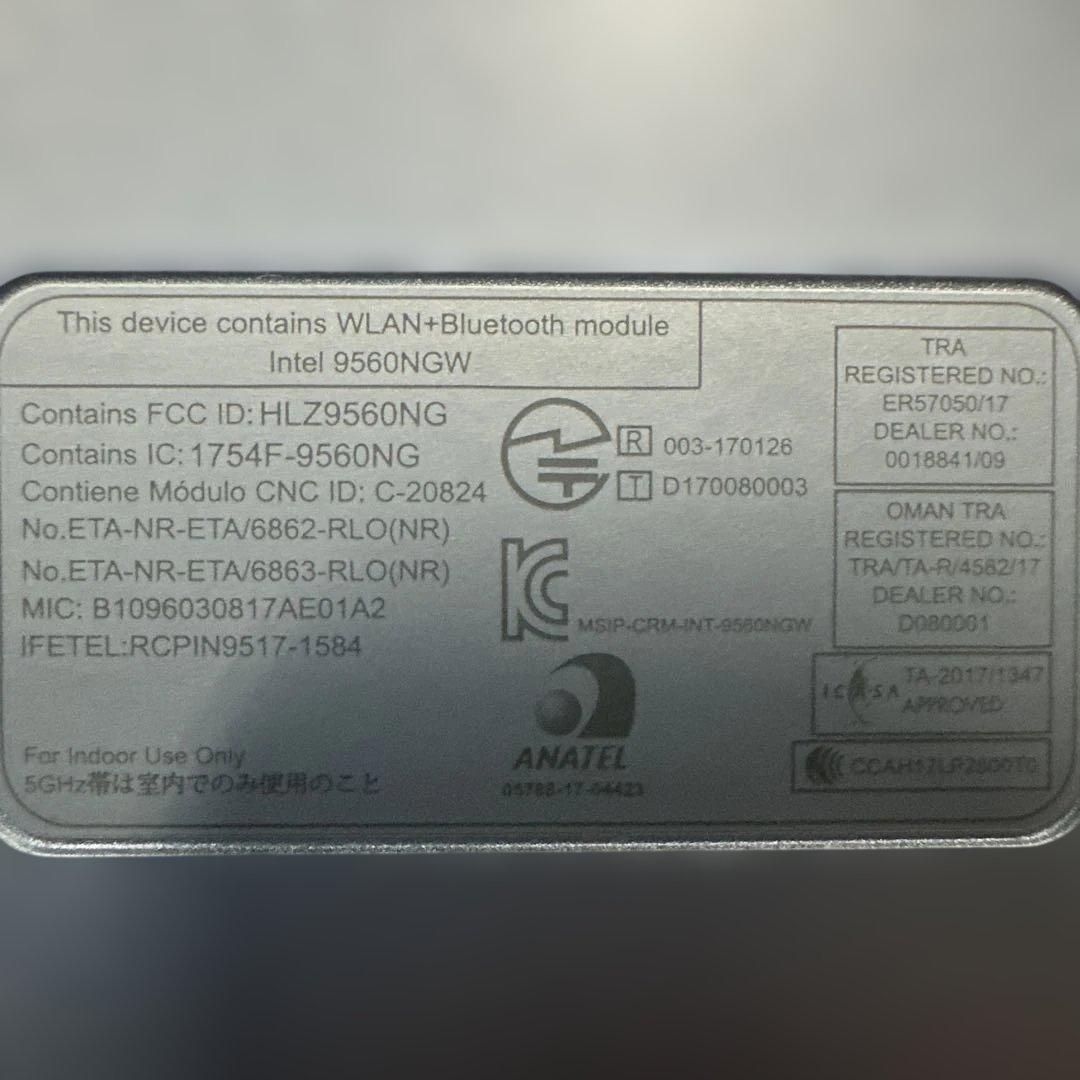 This device contains WLAN+Bluetooth module
Intel 9560NGW
Contains FCC ID: HLZ9560NG
Contains IC: 1754F-9560NG
Contiene Módulo CNC ID: C-20824
No.ETA-NR-ETA/6862-RLO(NR)
No.ETA-NR-ETA/6863-RLO(NR)
MIC: B1096030817AE01A2
IFETEL:RCPIN9517-1584
For Indoor Use Only
5GHz帯は室内でのみ使用のこと
R 003-170126
T D170080003
MSIP-CRM-INT-9560NGW
ANATEL
05788-17-04423
TRA
REGISTERED NO.:
ER57050/17
DEALER NO.:
0018841/09
OMAN TRA
REGISTERED NO.:
TRA/TA-R/4582/17
DEALER NO.:
D080001
ICASA TA-2017/1347
APPROVED
CCAH17LP2600T0